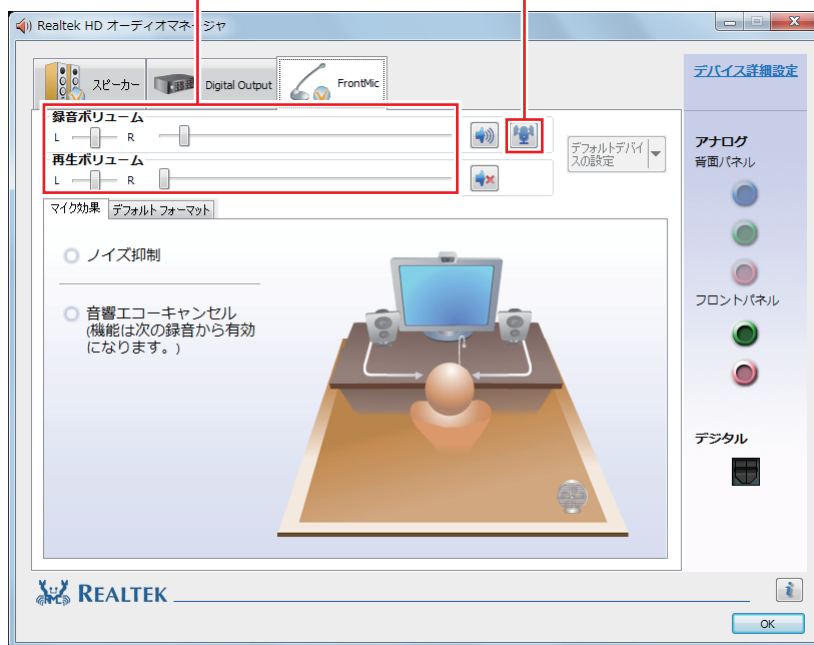 Realtek HD オーディオマネージャ
スピーカー
Digital Output
FrontMic
デバイス詳細設定
録音ボリューム
L
R
デフォルトデバイ
スの設定
再生ボリューム
L
R
アナログ
背面パネル
マイク効果
デフォルト フォーマット
ノイズ抑制
音響エコーキャンセル
(機能は次の録音から有効
になります。)
フロントパネル
デジタル
REALTEK
i
OK